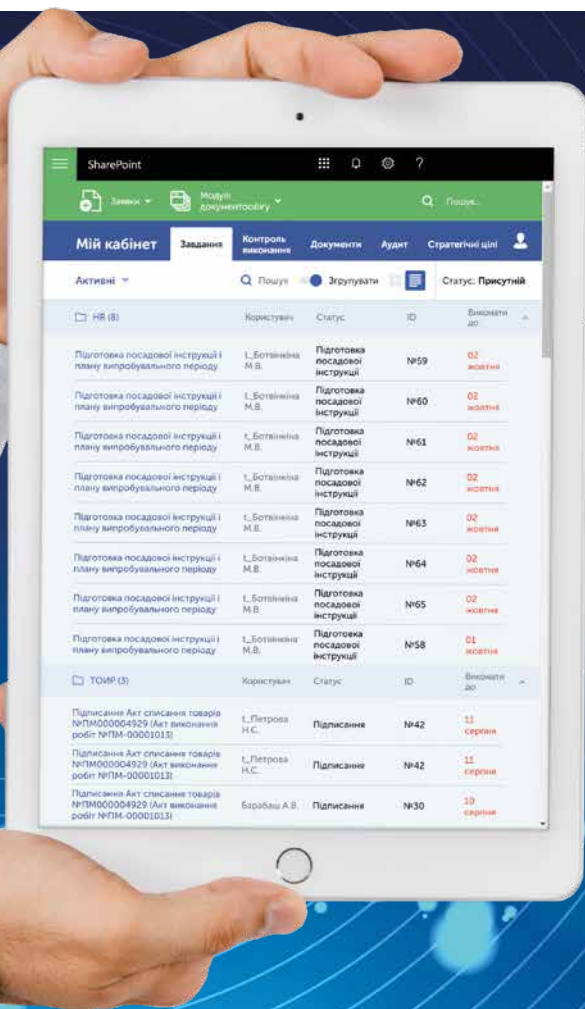 SharePoint ?
Заявки Модулі Пошук...
документообігу
Мій кабінет Завдання Контроль виконання Документи Аудит Стратегічні цілі
Активні Пошук Згрупувати Статус: Присутній
HR (8) Користувач Статус ID Виконати до
Підготовка посадової інструкції і плану випробувального періоду t_Ботвінкіна М.В. Підготовка посадової інструкції №59 02 жовтня
Підготовка посадової інструкції і плану випробувального періоду t_Ботвінкіна М.В. Підготовка посадової інструкції №60 02 жовтня
Підготовка посадової інструкції і плану випробувального періоду t_Ботвінкіна М.В. Підготовка посадової інструкції №61 02 жовтня
Підготовка посадової інструкції і плану випробувального періоду t_Ботвінкіна М.В. Підготовка посадової інструкції №62 02 жовтня
Підготовка посадової інструкції і плану випробувального періоду t_Ботвінкіна М.В. Підготовка посадової інструкції №63 02 жовтня
Підготовка посадової інструкції і плану випробувального періоду t_Ботвінкіна М.В. Підготовка посадової інструкції №64 02 жовтня
Підготовка посадової інструкції і плану випробувального періоду t_Ботвінкіна М.В. Підготовка посадової інструкції №65 02 жовтня
Підготовка посадової інструкції і плану випробувального періоду t_Ботвінкіна М.В. Підготовка посадової інструкції №58 01 жовтня
ТОИР (3) Користувач Статус ID Виконати до
Підписання Акт списання товарів №ПМ000004929 (Акт виконання робіт №ПМ-00001013) t_Петрова Н.С. Підписання №42 11 серпня
Підписання Акт списання товарів №ПМ000004929 (Акт виконання робіт №ПМ-00001013) t_Петрова Н.С. Підписання №42 11 серпня
Підписання Акт списання товарів №ПМ000004929 (Акт виконання робіт №ПМ-00001013) Барабаш А.В. Підписання №30 10 серпня